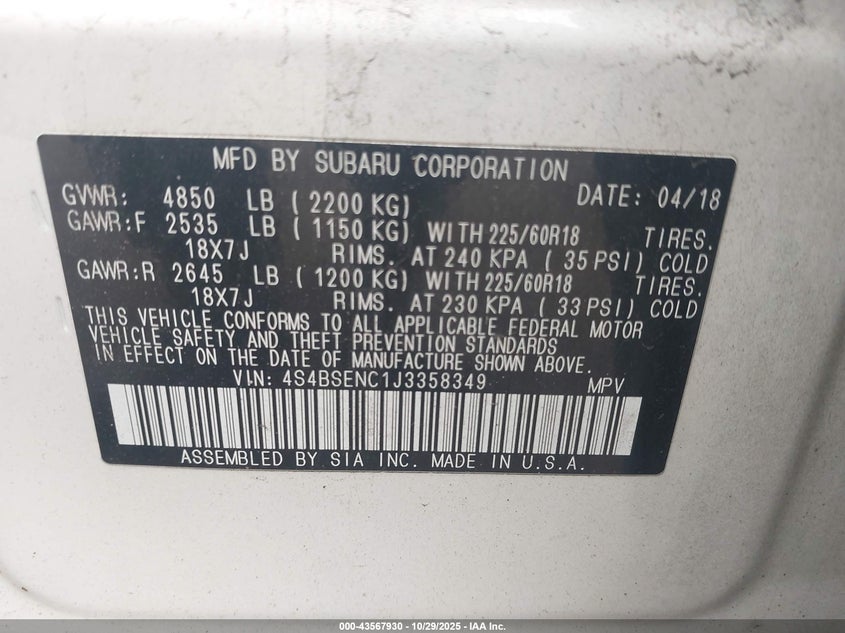 MFD BY SUBARU CORPORATION
GVWR: 4850 LB ( 2200 KG) DATE: 04/18
GAWR:F 2535 LB ( 1150 KG) WITH 225/60R18 TIRES.
18X7J RIMS. AT 240 KPA ( 35 PSI) COLD
GAWR:R 2645 LB ( 1200 KG) WITH 225/60R18 TIRES.
18X7J RIMS. AT 230 KPA ( 33 PSI) COLD
THIS VEHICLE CONFORMS TO ALL APPLICABLE FEDERAL MOTOR
VEHICLE SAFETY AND THEFT PREVENTION STANDARDS
IN EFFECT ON THE DATE OF MANUFACTURE SHOWN ABOVE.
VIN: 4S4BSENC1J3358349 MPV
ASSEMBLED BY SIA INC. MADE IN U.S.A.
000-43567930 - 10/29/2025 - IAA Inc.